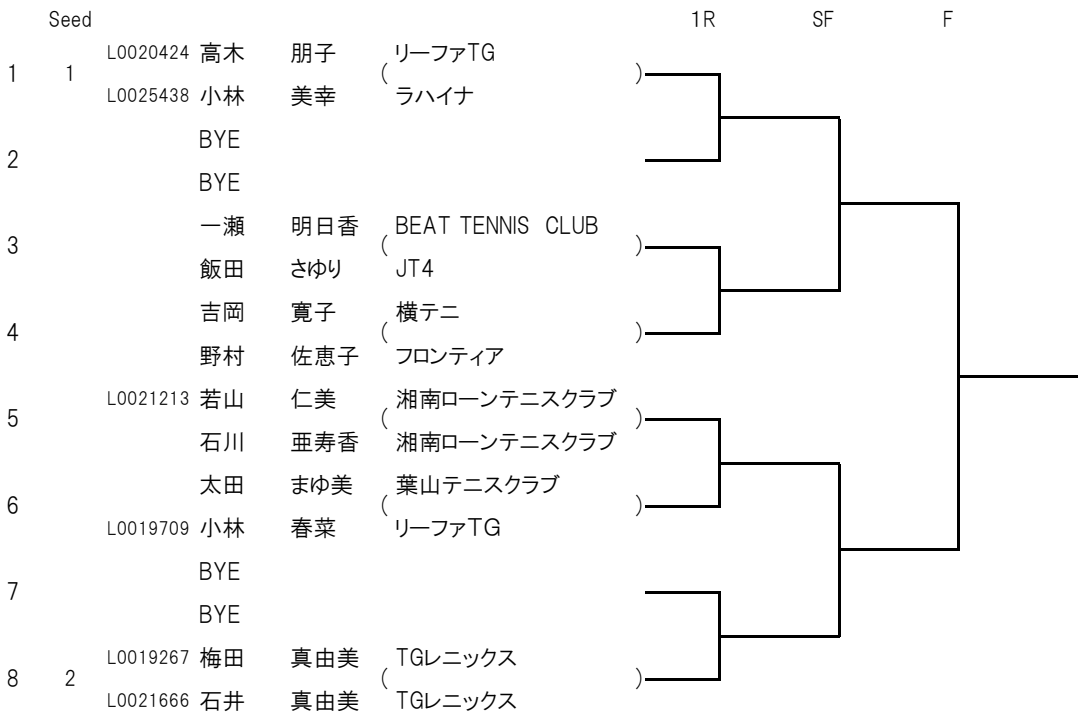 Seed 1R SF F
L0020424 高木 朋子 リーファTG
1 1 ( )
L0025438 小林 美幸 ラハイナ
BYE
2
BYE
一瀬 明日香 BEAT TENNIS CLUB
3 ( )
飯田 さゆり JT4
吉岡 寛子 横テニ
4 ( )
野村 佐恵子 フロンティア
L0021213 若山 仁美 湘南ローンテニスクラブ
5 ( )
石川 亜寿香 湘南ローンテニスクラブ
太田 まゆ美 葉山テニスクラブ
6 ( )
L0019709 小林 春菜 リーファTG
BYE
7
BYE
L0019267 梅田 真由美 TGレニックス
8 2 ( )
L0021666 石井 真由美 TGレニックス